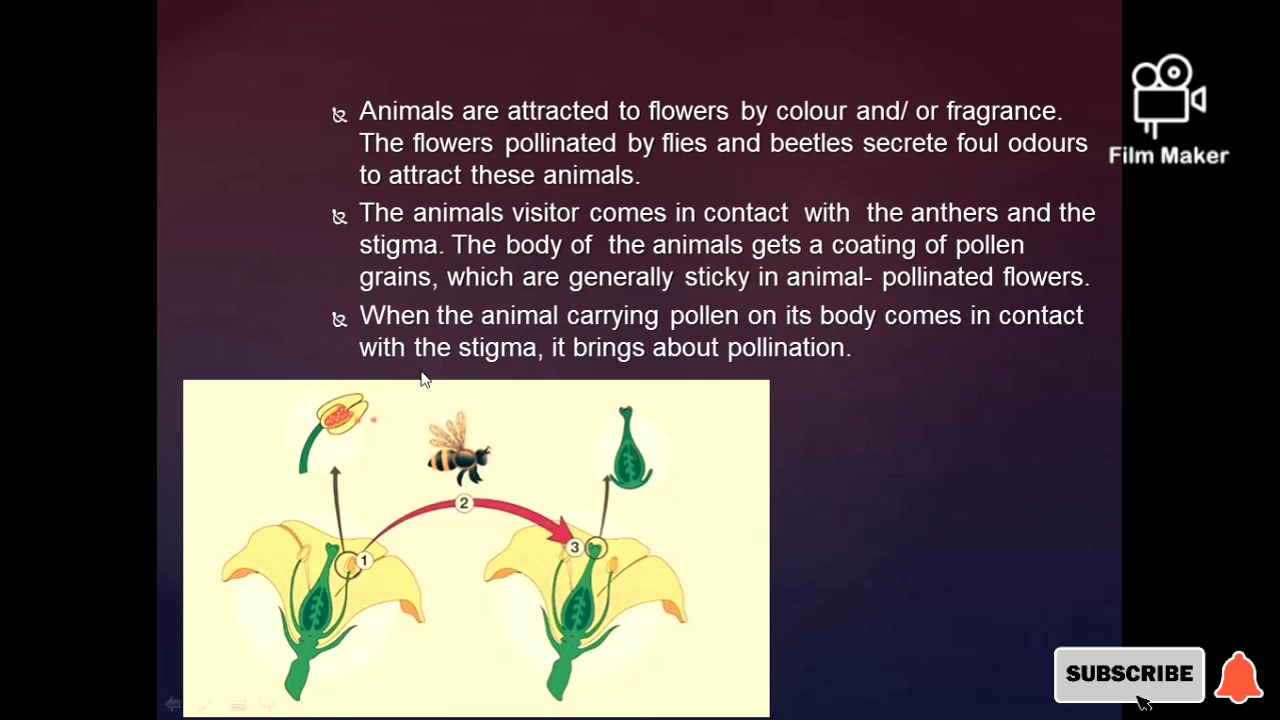 Animals are attracted to flowers by colour and/ or fragrance.
The flowers pollinated by flies and beetles secrete foul odours
to attract these animals.
The animals visitor comes in contact with the anthers and the
stigma. The body of the animals gets a coating of pollen
grains, which are generally sticky in animal- pollinated flowers.
When the animal carrying pollen on its body comes in contact
with the stigma, it brings about pollination.
Film Maker
2
1
3
SUBSCRIBE